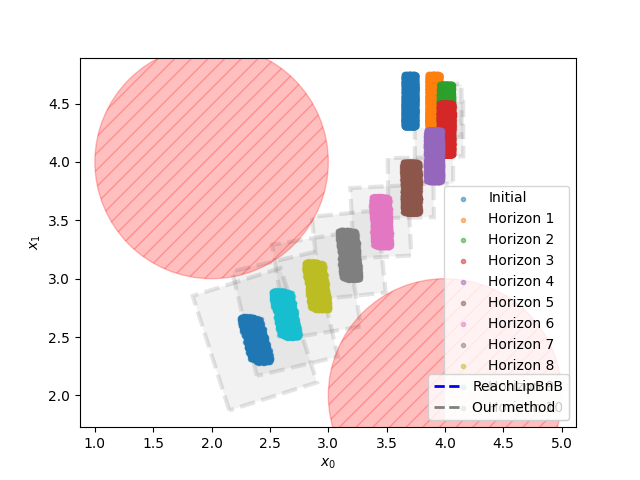 4.5
4.0
3.5
3.0
2.5
2.0
x₁
1.0 1.5 2.0 2.5 3.0 3.5 4.0 4.5 5.0
x₀
Initial
Horizon 1
Horizon 2
Horizon 3
Horizon 4
Horizon 5
Horizon 6
Horizon 7
Horizon 8
ReachLipBnB
Our method